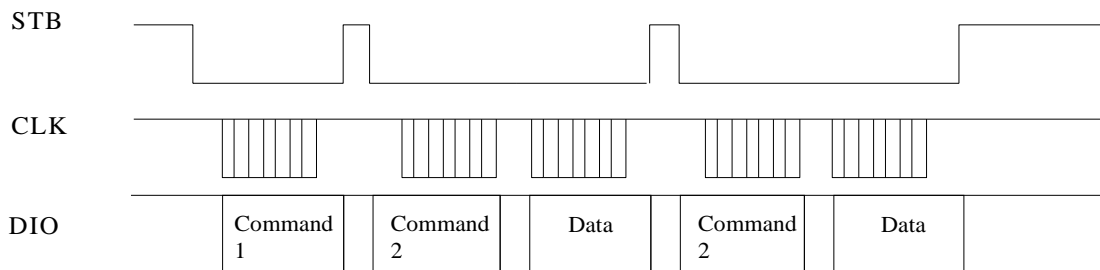 STB
CLK
DIO
Command
1
Command
2
Data
Command
2
Data